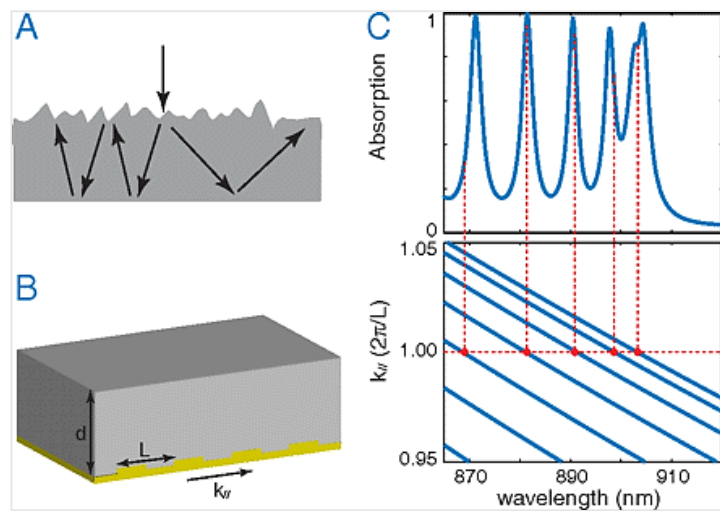 A
B
d
L
k//
C
Absorption
1
0
k// (2π/L)
1.05
1.00
0.95
870
890
910
wavelength (nm)